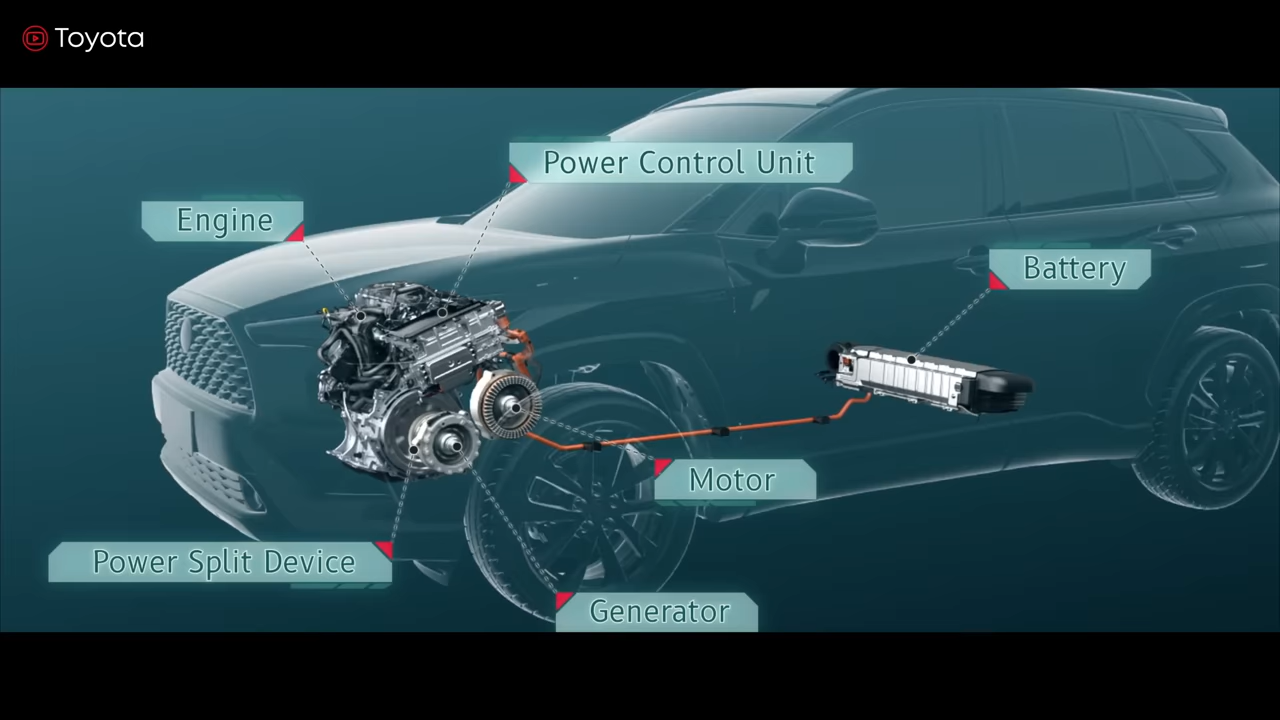 Toyota
Power Control Unit
Engine
Battery
Motor
Power Split Device
Generator